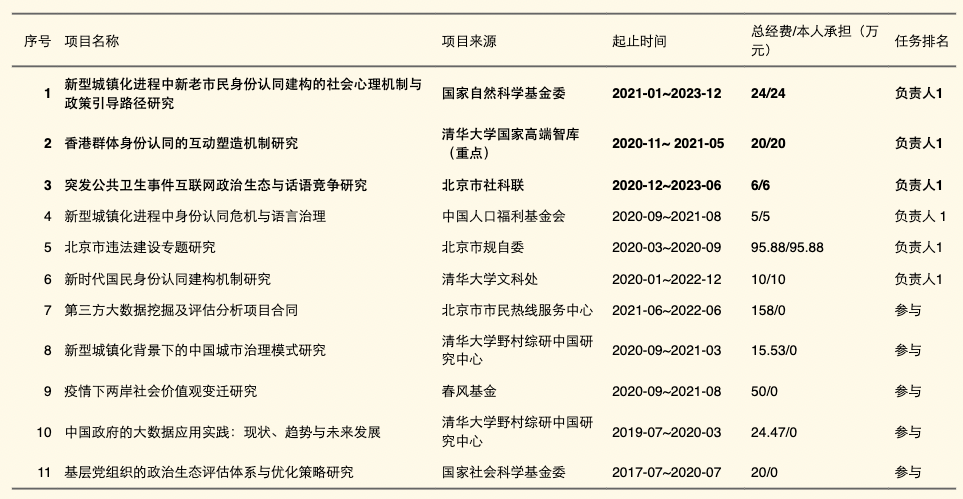 序号 项目名称 项目来源 起止时间 总经费/本人承担（万元） 任务排名
1 新型城镇化进程中新老市民身份认同建构的社会心理机制与政策引导路径研究 国家自然科学基金委 2021-01~2023-12 24/24 负责人1
2 香港群体身份认同的互动塑造机制研究 清华大学国家高端智库（重点） 2020-11~ 2021-05 20/20 负责人1
3 突发公共卫生事件互联网政治生态与话语竞争研究 北京市社科联 2020-12~2023-06 6/6 负责人1
4 新型城镇化进程中身份认同危机与语言治理 中国人口福利基金会 2020-09~2021-08 5/5 负责人 1
5 北京市违法建设专题研究 北京市规自委 2020-03~2020-09 95.88/95.88 负责人1
6 新时代国民身份认同建构机制研究 清华大学文科处 2020-01~2022-12 10/10 负责人1
7 第三方大数据挖掘及评估分析项目合同 北京市市民热线服务中心 2021-06~2022-06 158/0 参与
8 新型城镇化背景下的中国城市治理模式研究 清华大学野村综研中国研究中心 2020-09~2021-03 15.53/0 参与
9 疫情下两岸社会价值观变迁研究 春风基金 2020-09~2021-08 50/0 参与
10 中国政府的大数据应用实践：现状、趋势与未来发展 清华大学野村综研中国研究中心 2019-07~2020-03 24.47/0 参与
11 基层党组织的政治生态评估体系与优化策略研究 国家社会科学基金委 2017-07~2020-07 20/0 参与